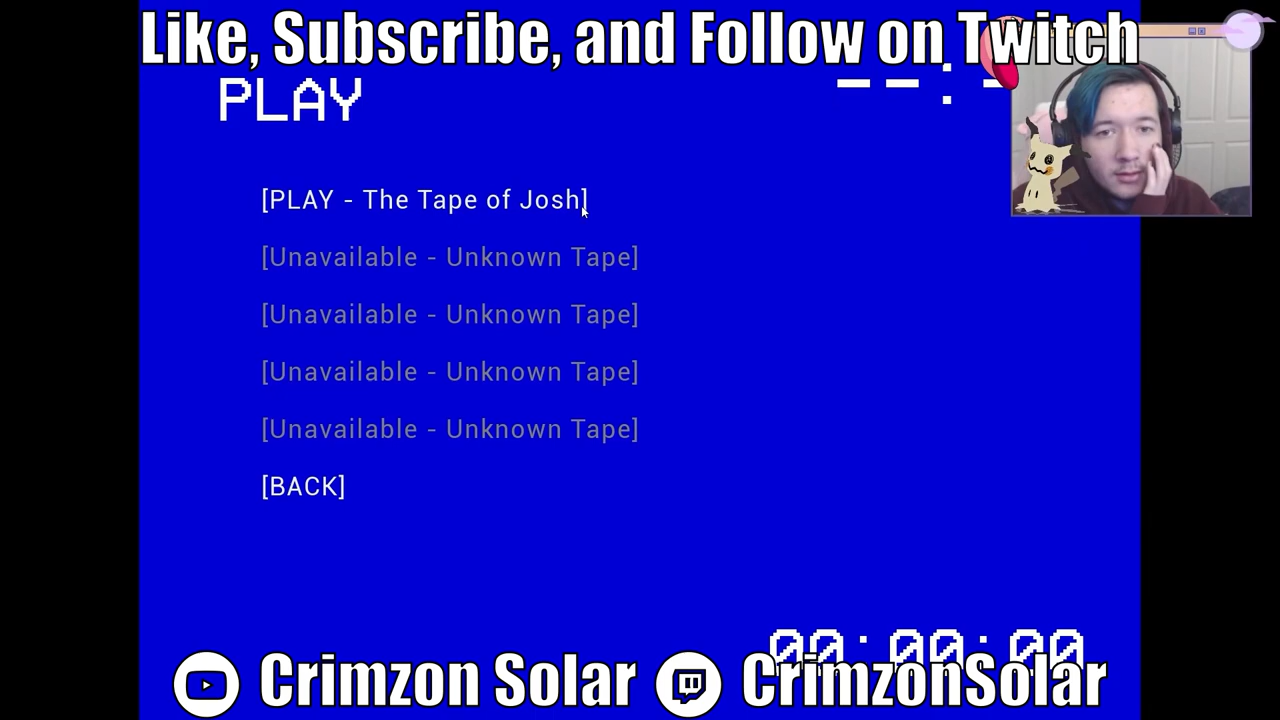 Like, Subscribe, and Follow on Twitch
PLAY
--:-
[PLAY - The Tape of Josh]
[Unavailable - Unknown Tape]
[Unavailable - Unknown Tape]
[Unavailable - Unknown Tape]
[Unavailable - Unknown Tape]
[BACK]
00:00:00
Crimzon Solar CrimzonSolar